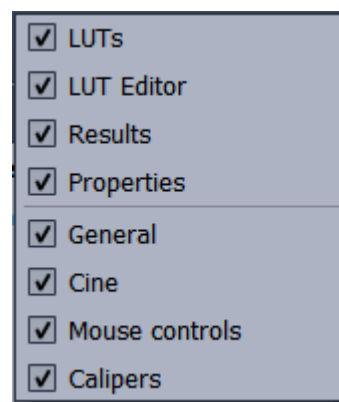 LUTs
LUT Editor
Results
Properties
General
Cine
Mouse controls
Calipers